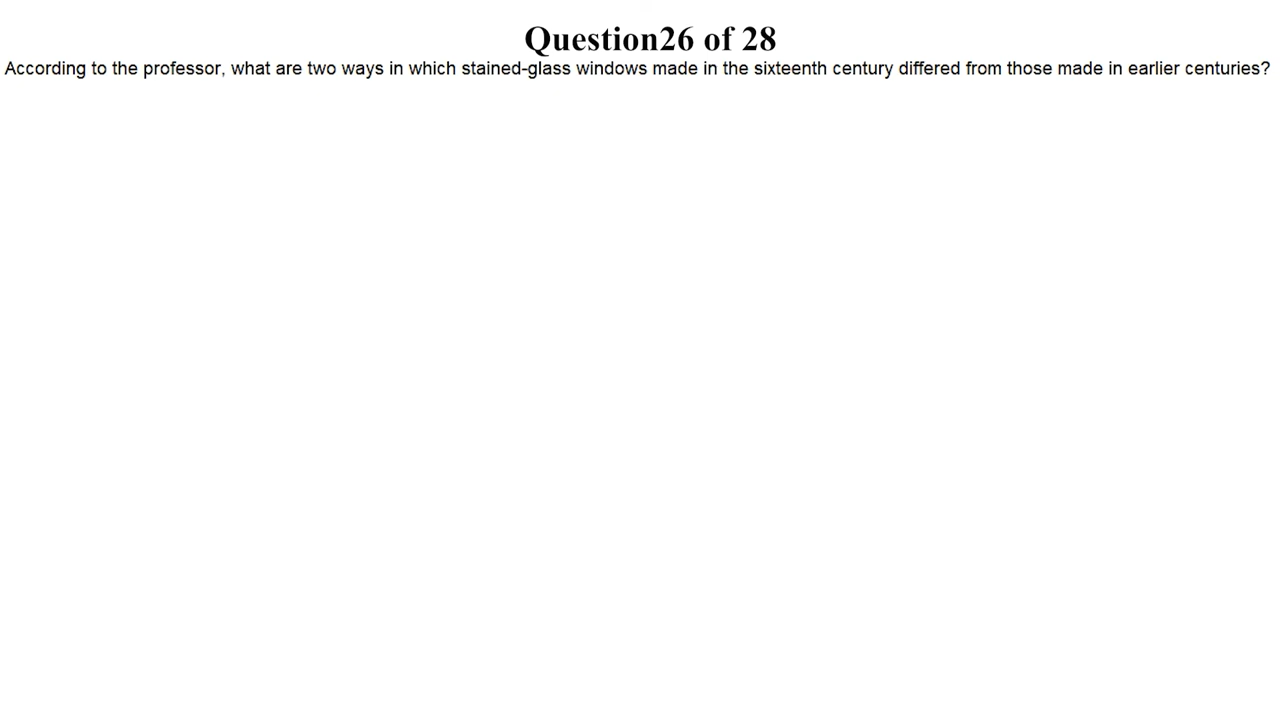 Question26 of 28
According to the professor, what are two ways in which stained-glass windows made in the sixteenth century differed from those made in earlier centuries?